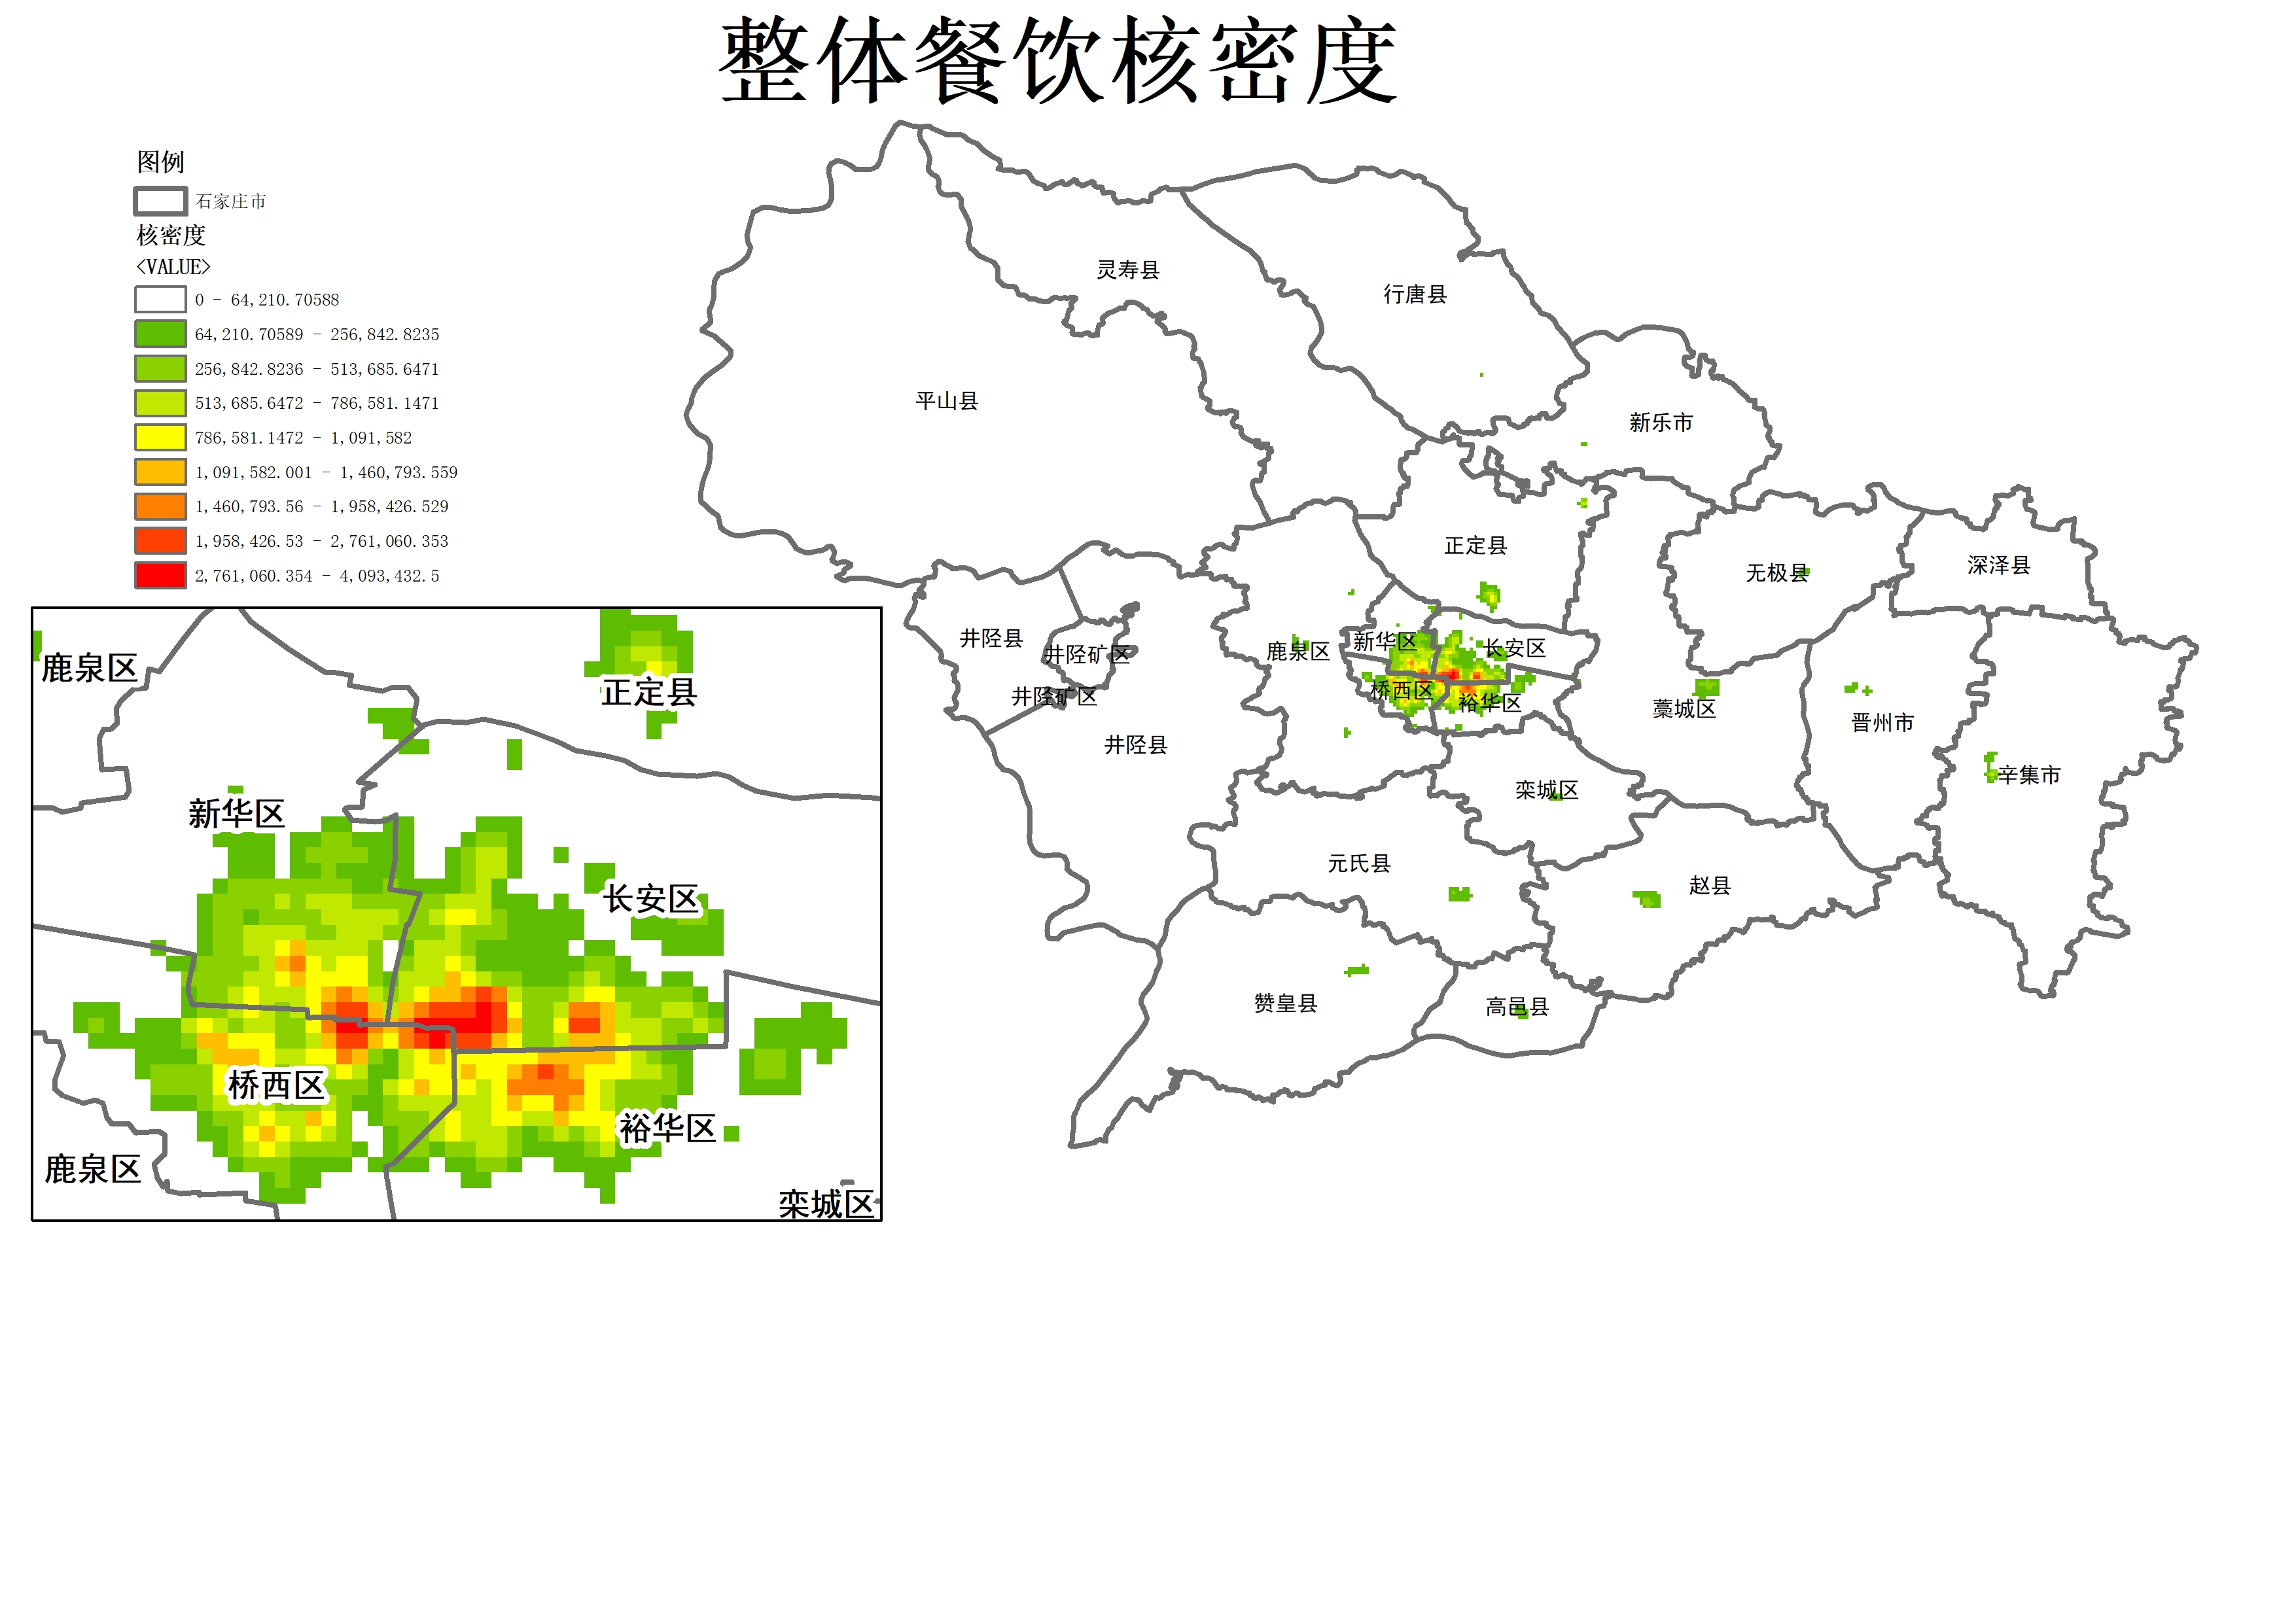 整体餐饮核密度
图例
石家庄市
核密度
<VALUE>
0 - 64,210.70588
64,210.70589 - 256,842.8235
256,842.8236 - 513,685.6471
513,685.6472 - 786,581.1471
786,581.1472 - 1,091,582
1,091,582.001 - 1,460,793.559
1,460,793.56 - 1,958,426.529
1,958,426.53 - 2,761,060.353
2,761,060.354 - 4,093,432.5
灵寿县
行唐县
平山县
新乐市
正定县
无极县
深泽县
井陉县
井陉矿区
鹿泉区
新华区
长安区
井陉矿区
桥西区
裕华区
藁城区
晋州市
井陉县
辛集市
栾城区
元氏县
赵县
赞皇县
高邑县
鹿泉区
正定县
新华区
长安区
桥西区
裕华区
鹿泉区
栾城区